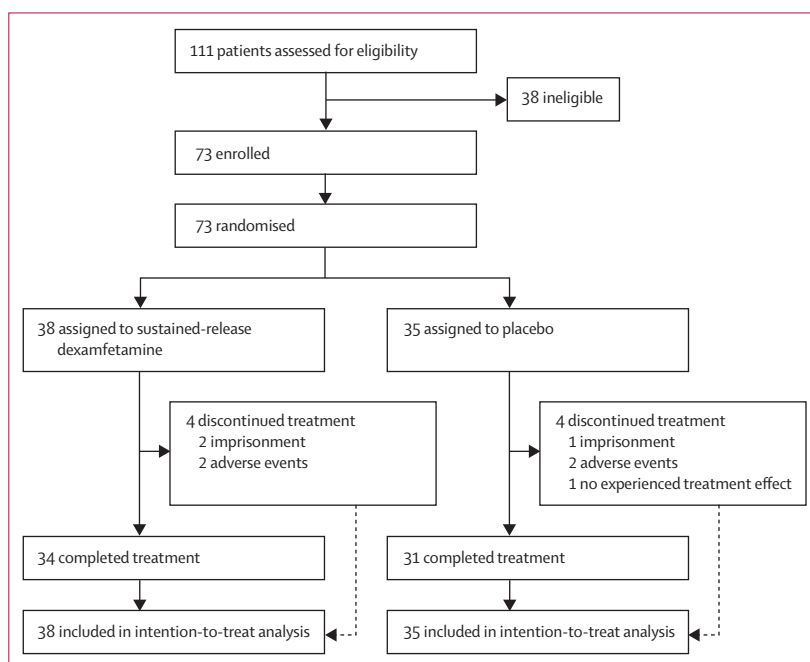 111 patients assessed for eligibility
38 ineligible
73 enrolled
73 randomised
38 assigned to sustained-release
dexamfetamine
35 assigned to placebo
4 discontinued treatment
2 imprisonment
2 adverse events
4 discontinued treatment
1 imprisonment
2 adverse events
1 no experienced treatment effect
34 completed treatment
31 completed treatment
38 included in intention-to-treat analysis
35 included in intention-to-treat analysis